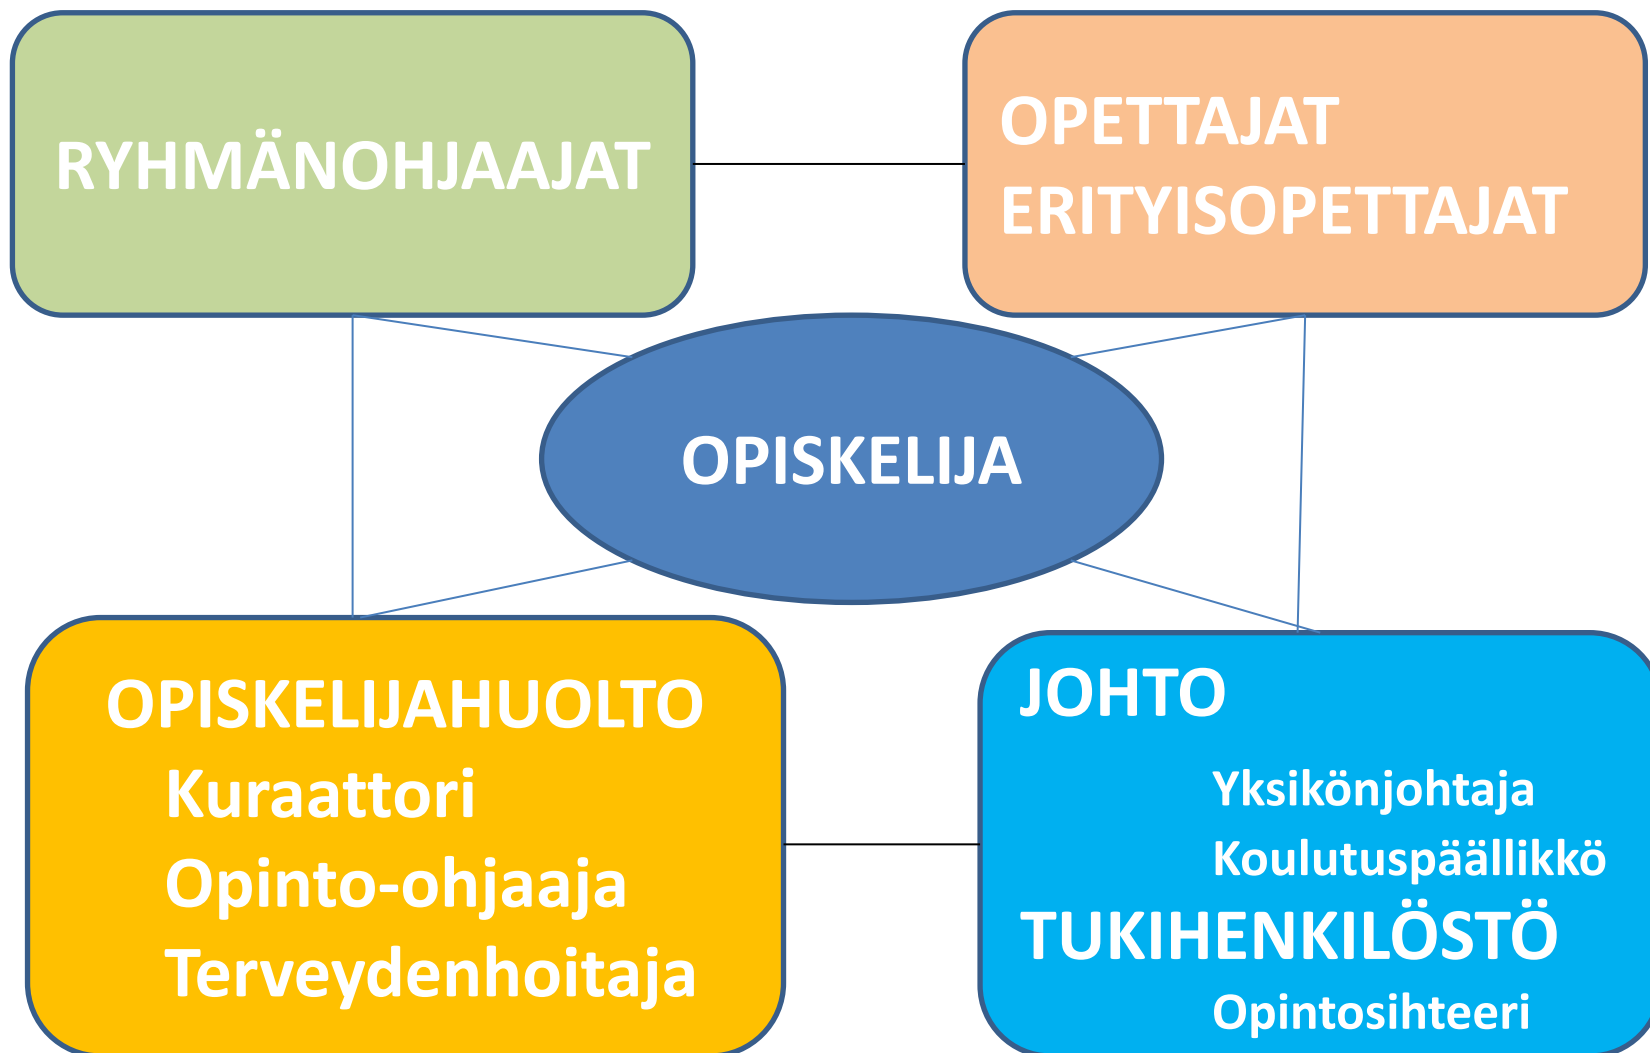 RYHMÄNOHJAAJAT
OPETTAJAT
ERITYISOPETTAJAT
OPISKELIJA
OPISKELIJAHUOLTO
Kuraattori
Opinto-ohjaaja
Terveydenhoitaja
JOHTO
Yksikönjohtaja
Koulutuspäällikkö
TUKIHENKILÖSTÖ
Opintosihteeri